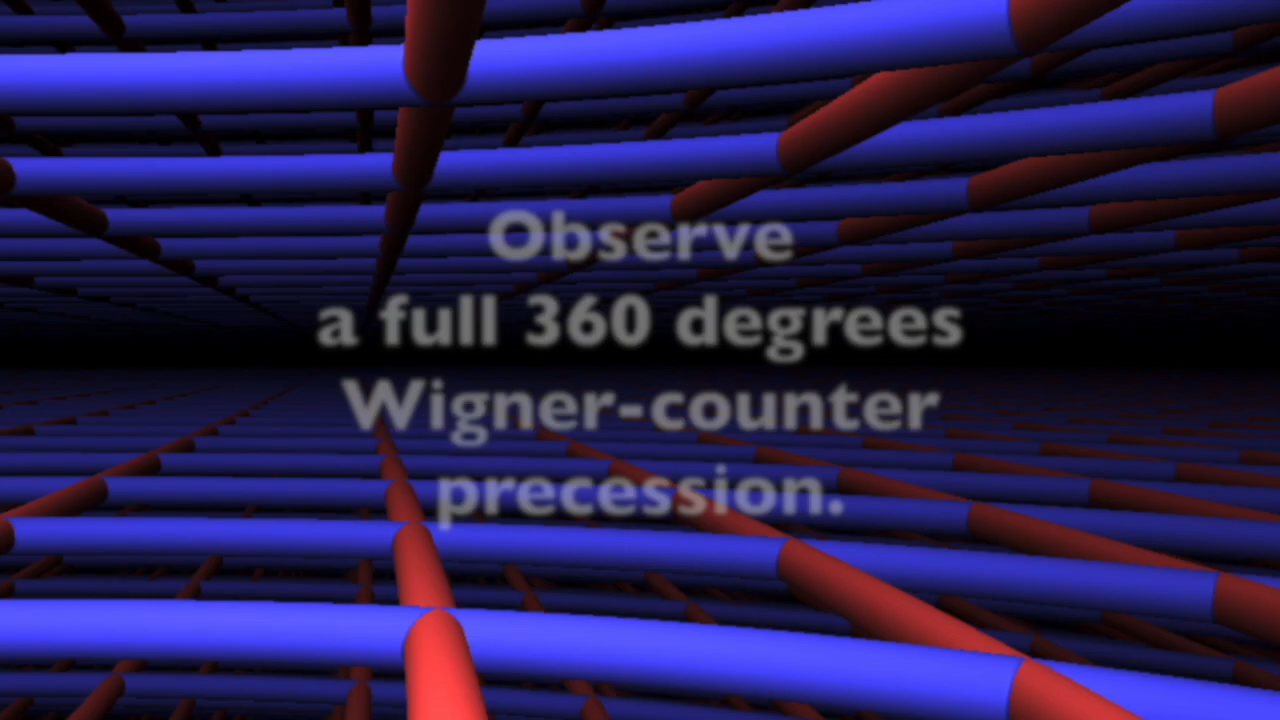 Observe
a full 360 degrees
Wigner-counter
precession.